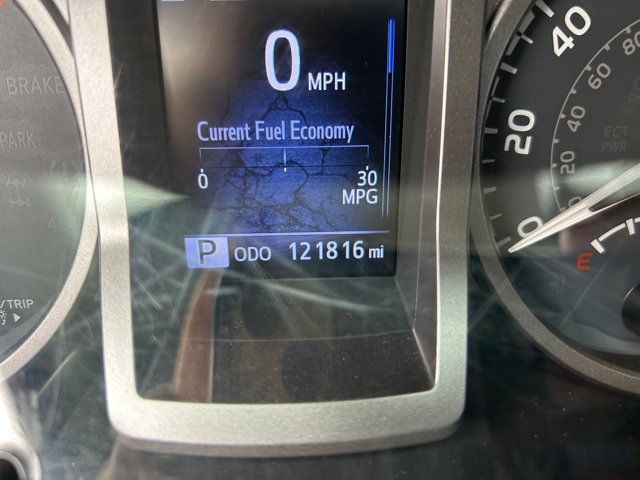 0 MPH
Current Fuel Economy
0 30
MPG
P ODO 121816 mi
BRAKE
PARK
/TRIP
0
20
40
20
40
60
80
ECT
PWR
E